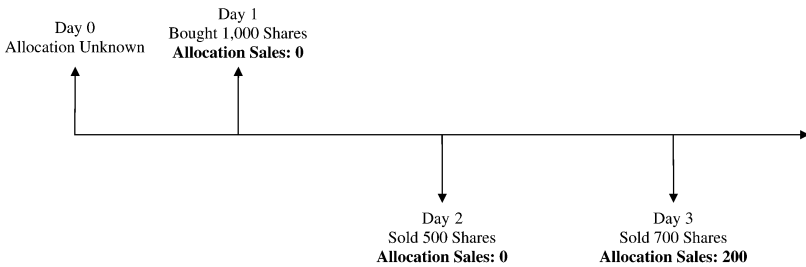 Day 0
Allocation Unknown
Day 1
Bought 1,000 Shares
Allocation Sales: 0
Day 2
Sold 500 Shares
Allocation Sales: 0
Day 3
Sold 700 Shares
Allocation Sales: 200